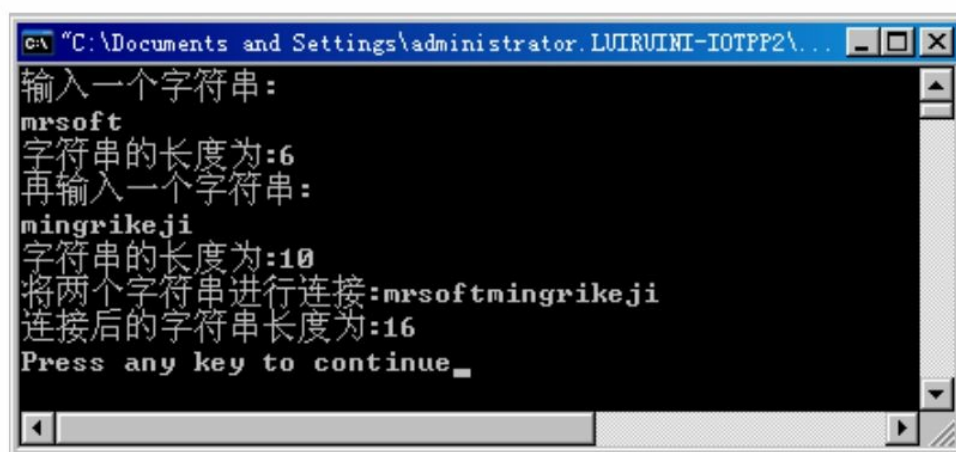 "C:\Documents and Settings\administrator.LUIRUINI-IOTPP2\...
输入一个字符串:
mrsoft
字符串的长度为:6
再输入一个字符串:
mingrikeji
字符串的长度为:10
将两个字符串进行连接:mrsoftmingrikeji
连接后的字符串长度为:16
Press any key to continue_